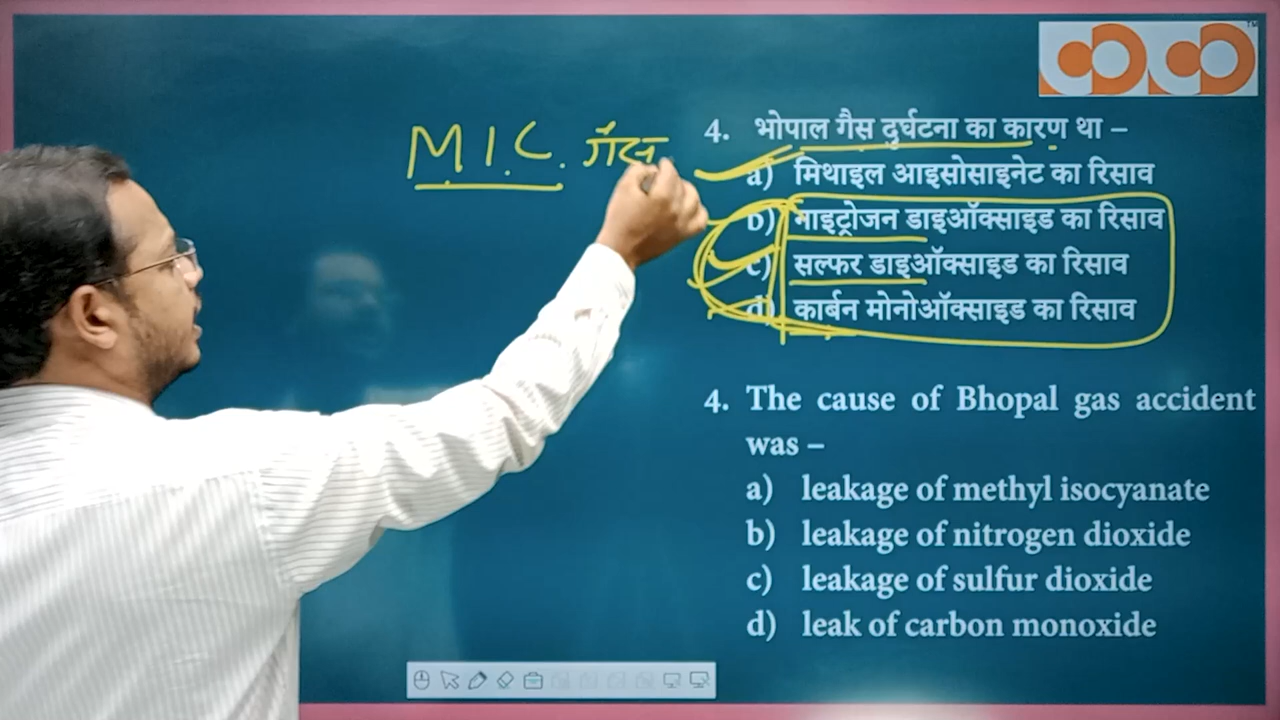 M I C. गैस
4. भोपाल गैस दुर्घटना का कारण था –
a) मिथाइल आइसोसाइनेट का रिसाव
b) नाइट्रोजन डाइऑक्साइड का रिसाव
c) सल्फर डाइऑक्साइड का रिसाव
d) कार्बन मोनोऑक्साइड का रिसाव
4. The cause of Bhopal gas accident
was –
a) leakage of methyl isocyanate
b) leakage of nitrogen dioxide
c) leakage of sulfur dioxide
d) leak of carbon monoxide
TM